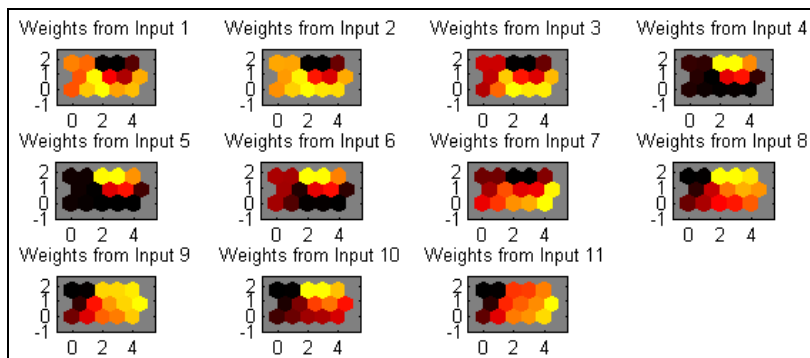 Weights from Input 1 Weights from Input 2 Weights from Input 3 Weights from Input 4
2 2 2 2
1 1 1 1
0 0 0 0
-1 -1 -1 -1
0 2 4 0 2 4 0 2 4 0 2 4
Weights from Input 5 Weights from Input 6 Weights from Input 7 Weights from Input 8
2 2 2 2
1 1 1 1
0 0 0 0
-1 -1 -1 -1
0 2 4 0 2 4 0 2 4 0 2 4
Weights from Input 9 Weights from Input 10 Weights from Input 11
2 2 2
1 1 1
0 0 0
-1 -1 -1
0 2 4 0 2 4 0 2 4